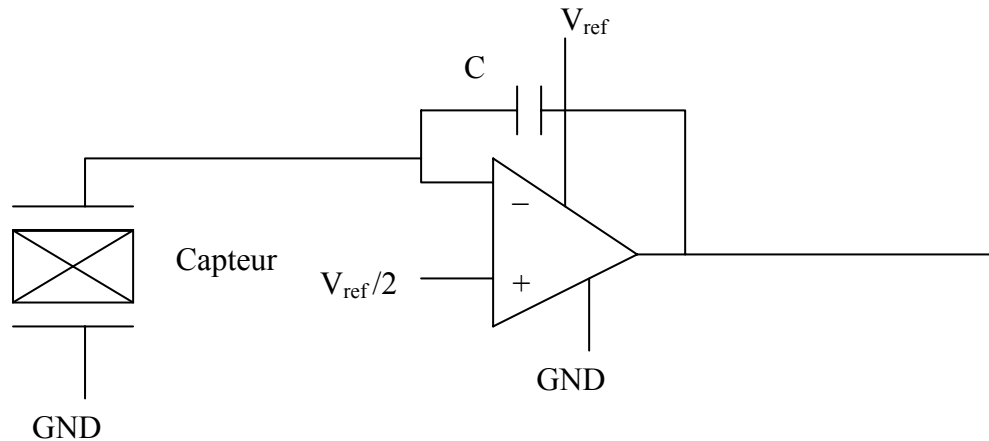 V_ref
C
−
Capteur
V_ref/2
+
GND
GND